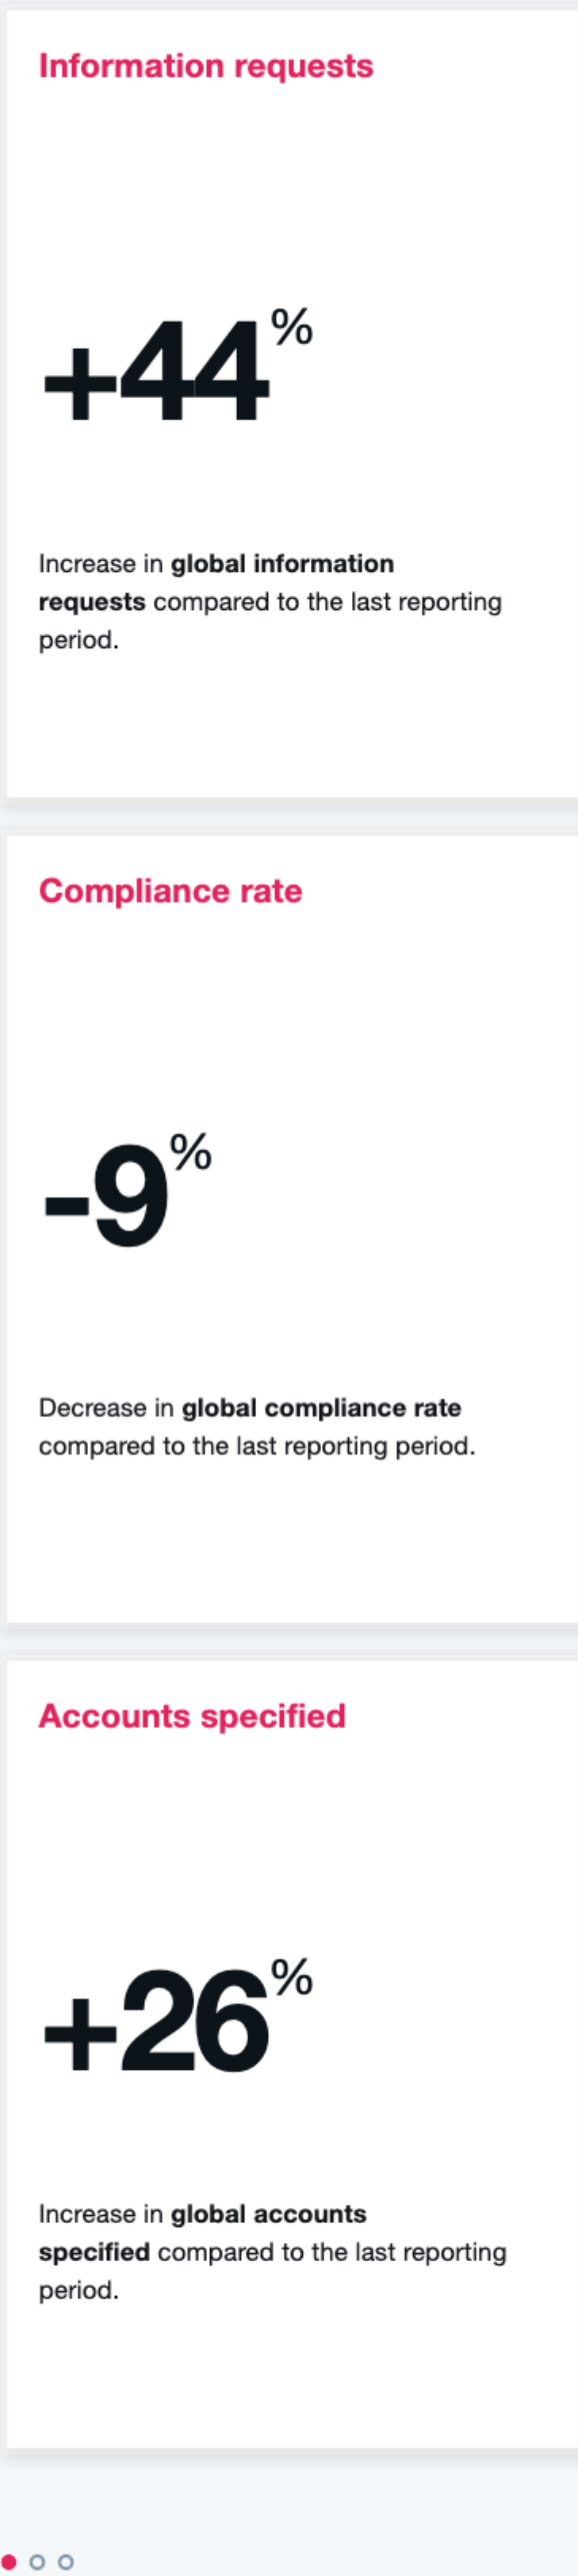 Information requests
+44%
Increase in global information
requests compared to the last reporting
period.
Compliance rate
-9%
Decrease in global compliance rate
compared to the last reporting period.
Accounts specified
+26%
Increase in global accounts
specified compared to the last reporting
period.